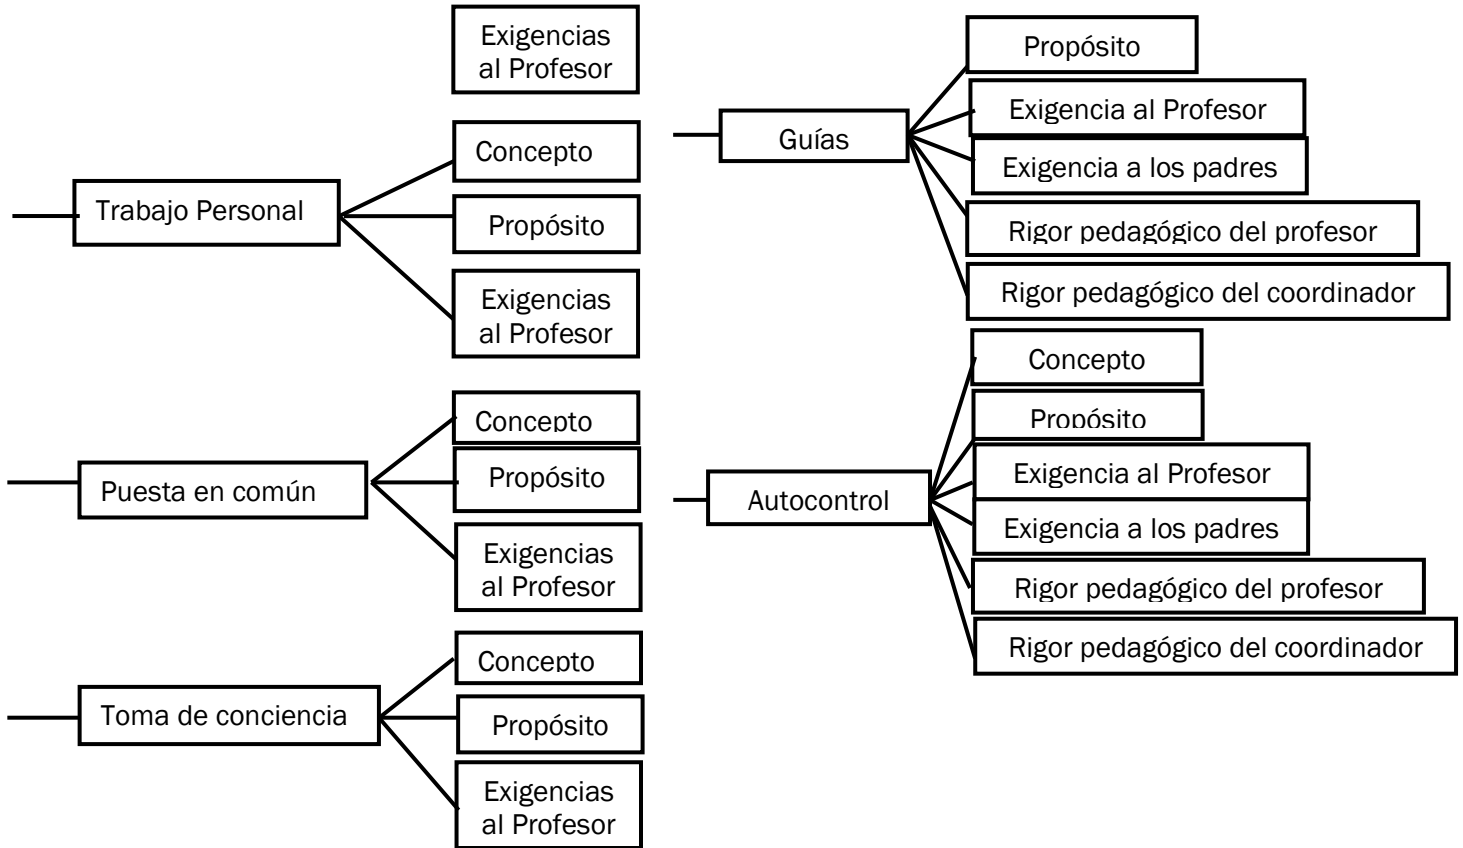 Exigencias
al Profesor
Trabajo Personal
Concepto
Propósito
Exigencias
al Profesor
Puesta en común
Concepto
Propósito
Exigencias
al Profesor
Toma de conciencia
Concepto
Propósito
Exigencias
al Profesor
Guías
Propósito
Exigencia al Profesor
Exigencia a los padres
Rigor pedagógico del profesor
Rigor pedagógico del coordinador
Autocontrol
Concepto
Propósito
Exigencia al Profesor
Exigencia a los padres
Rigor pedagógico del profesor
Rigor pedagógico del coordinador